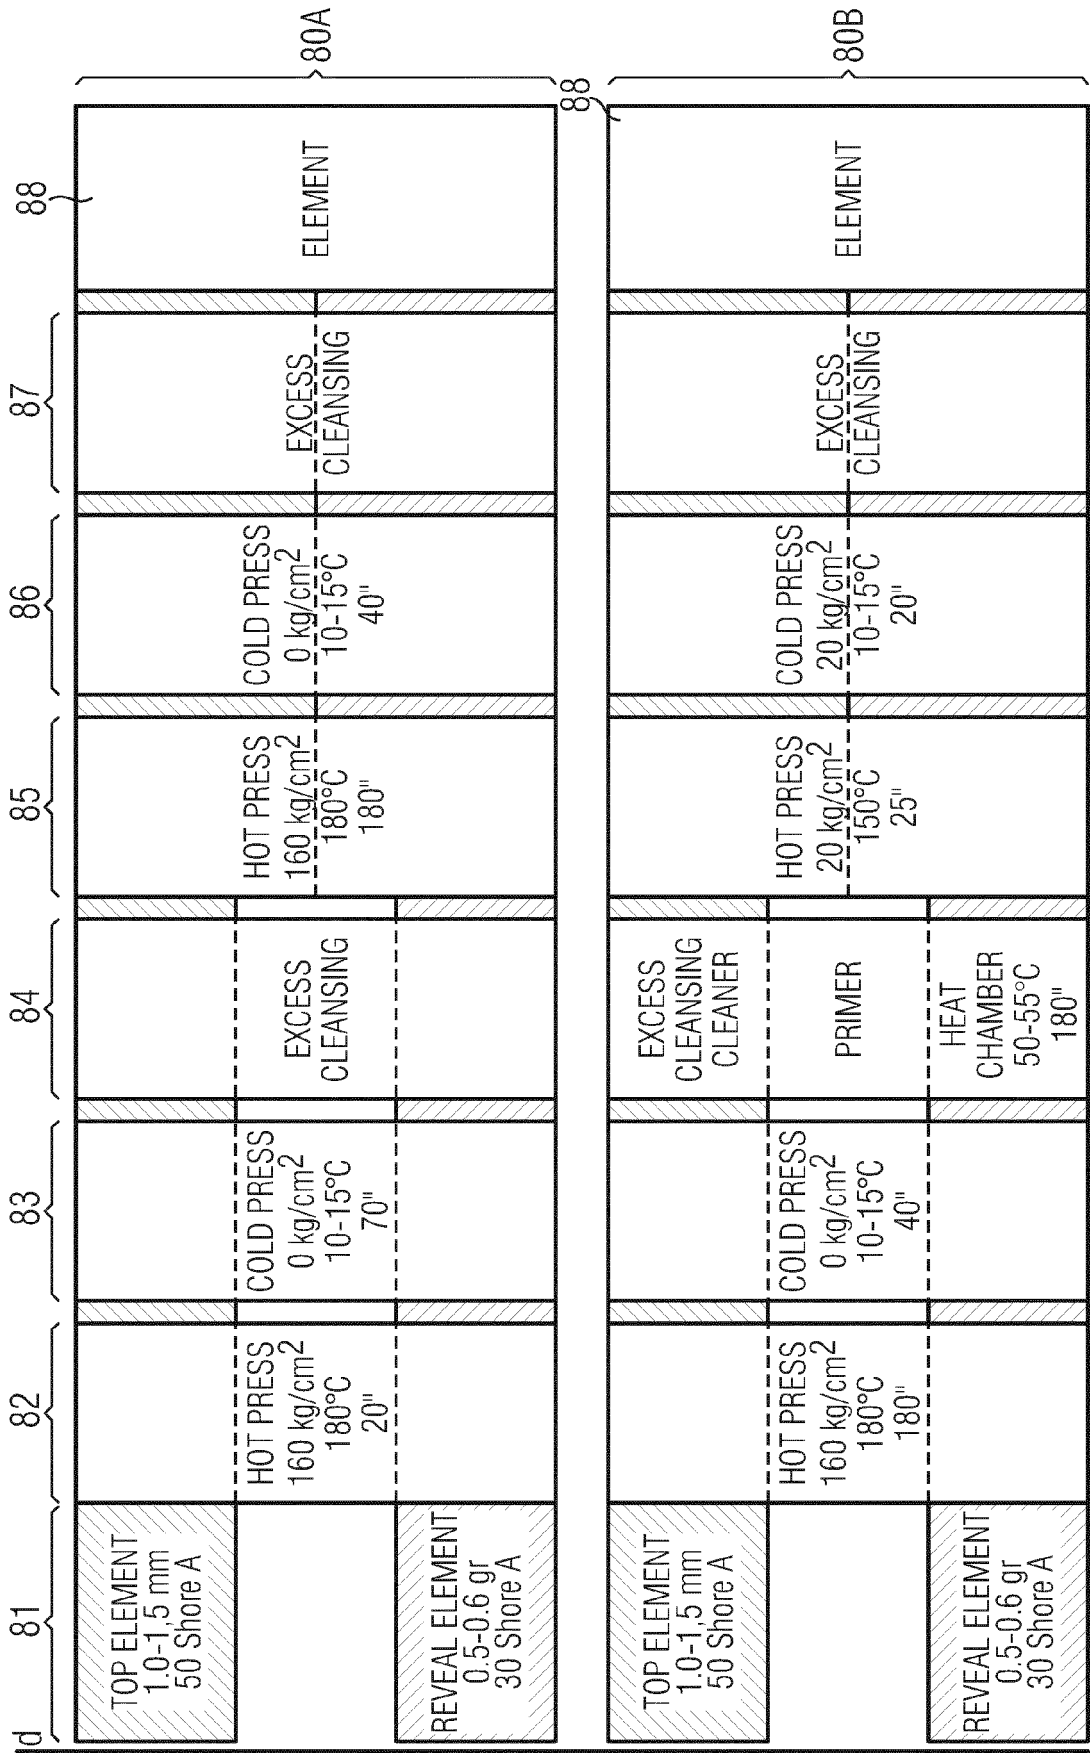 d
81
82
83
84
85
86
87
88
TOP ELEMENT
1.0-1,5 mm
50 Shore A
REVEAL ELEMENT
0.5-0.6 gr
30 Shore A
HOT PRESS
160 kg/cm2
180°C
20"
COLD PRESS
0 kg/cm2
10-15°C
70"
EXCESS
CLEANSING
HOT PRESS
160 kg/cm2
180°C
180"
COLD PRESS
0 kg/cm2
10-15°C
40"
EXCESS
CLEANSING
ELEMENT
80A
88
TOP ELEMENT
1.0-1,5 mm
50 Shore A
REVEAL ELEMENT
0.5-0.6 gr
30 Shore A
HOT PRESS
160 kg/cm2
180°C
180"
COLD PRESS
0 kg/cm2
10-15°C
40"
EXCESS
CLEANSING
CLEANER
PRIMER
HEAT
CHAMBER
50-55°C
180"
HOT PRESS
20 kg/cm2
150°C
25"
COLD PRESS
20 kg/cm2
10-15°C
20"
EXCESS
CLEANSING
ELEMENT
80B